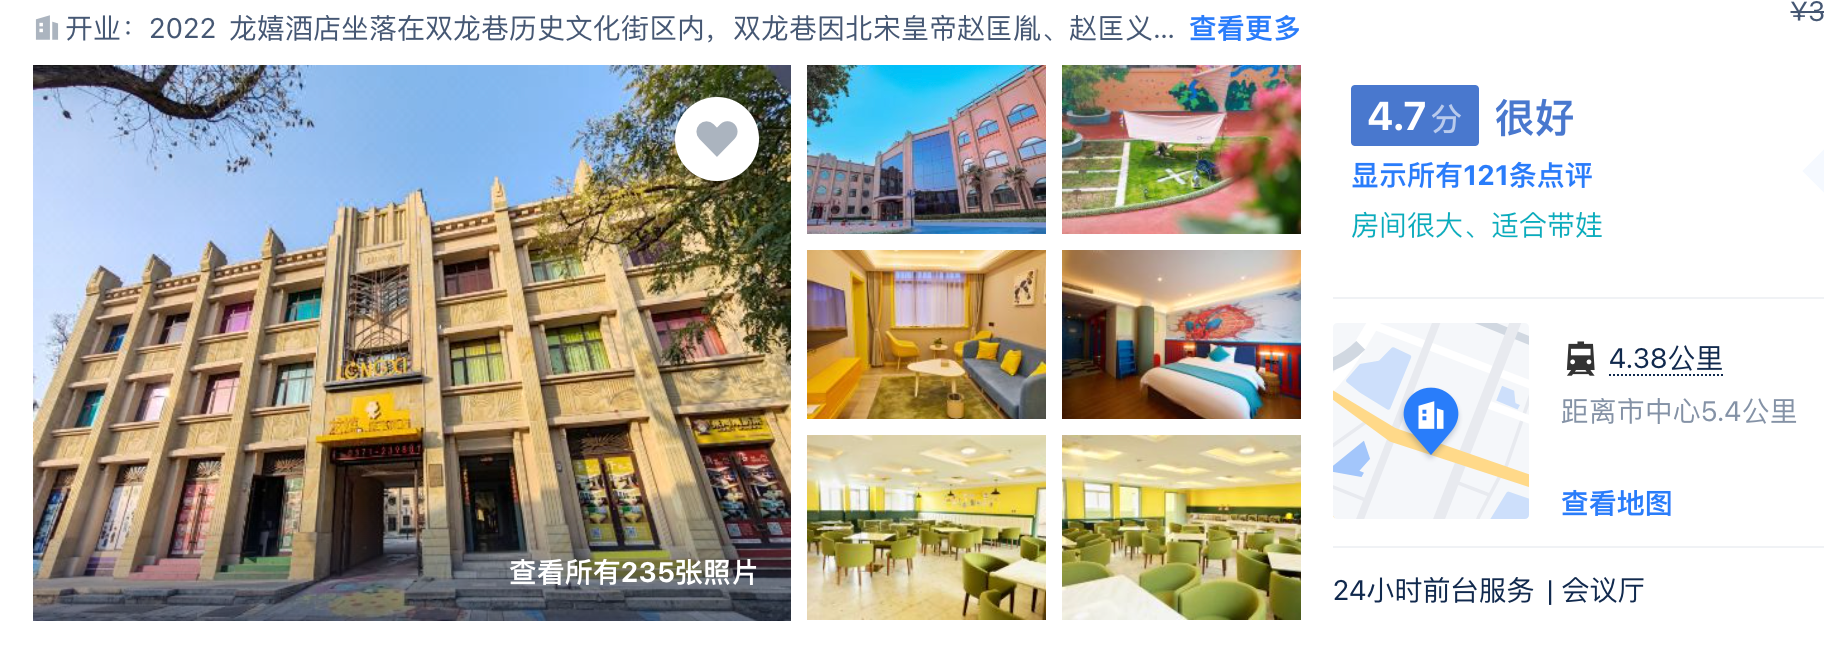 开业：2022 龙嬉酒店坐落在双龙巷历史文化街区内，双龙巷因北宋皇帝赵匡胤、赵匡义... 查看更多
¥3
查看所有235张照片
4.7分 很好
显示所有121条点评
房间很大、适合带娃
4.38公里
距离市中心5.4公里
查看地图
24小时前台服务 | 会议厅